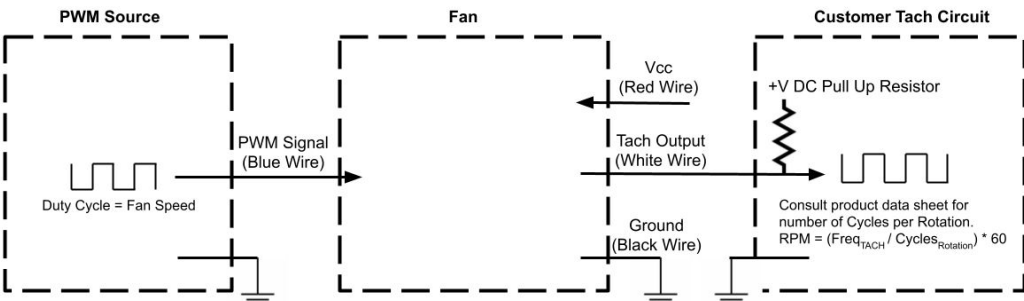 PWM Source
Fan
Customer Tach Circuit
Vcc
(Red Wire)
+V DC Pull Up Resistor
PWM Signal
(Blue Wire)
Tach Output
(White Wire)
Duty Cycle = Fan Speed
Consult product data sheet for
number of Cycles per Rotation.
RPM = (FreqTACH / CyclesRotation) * 60
Ground
(Black Wire)